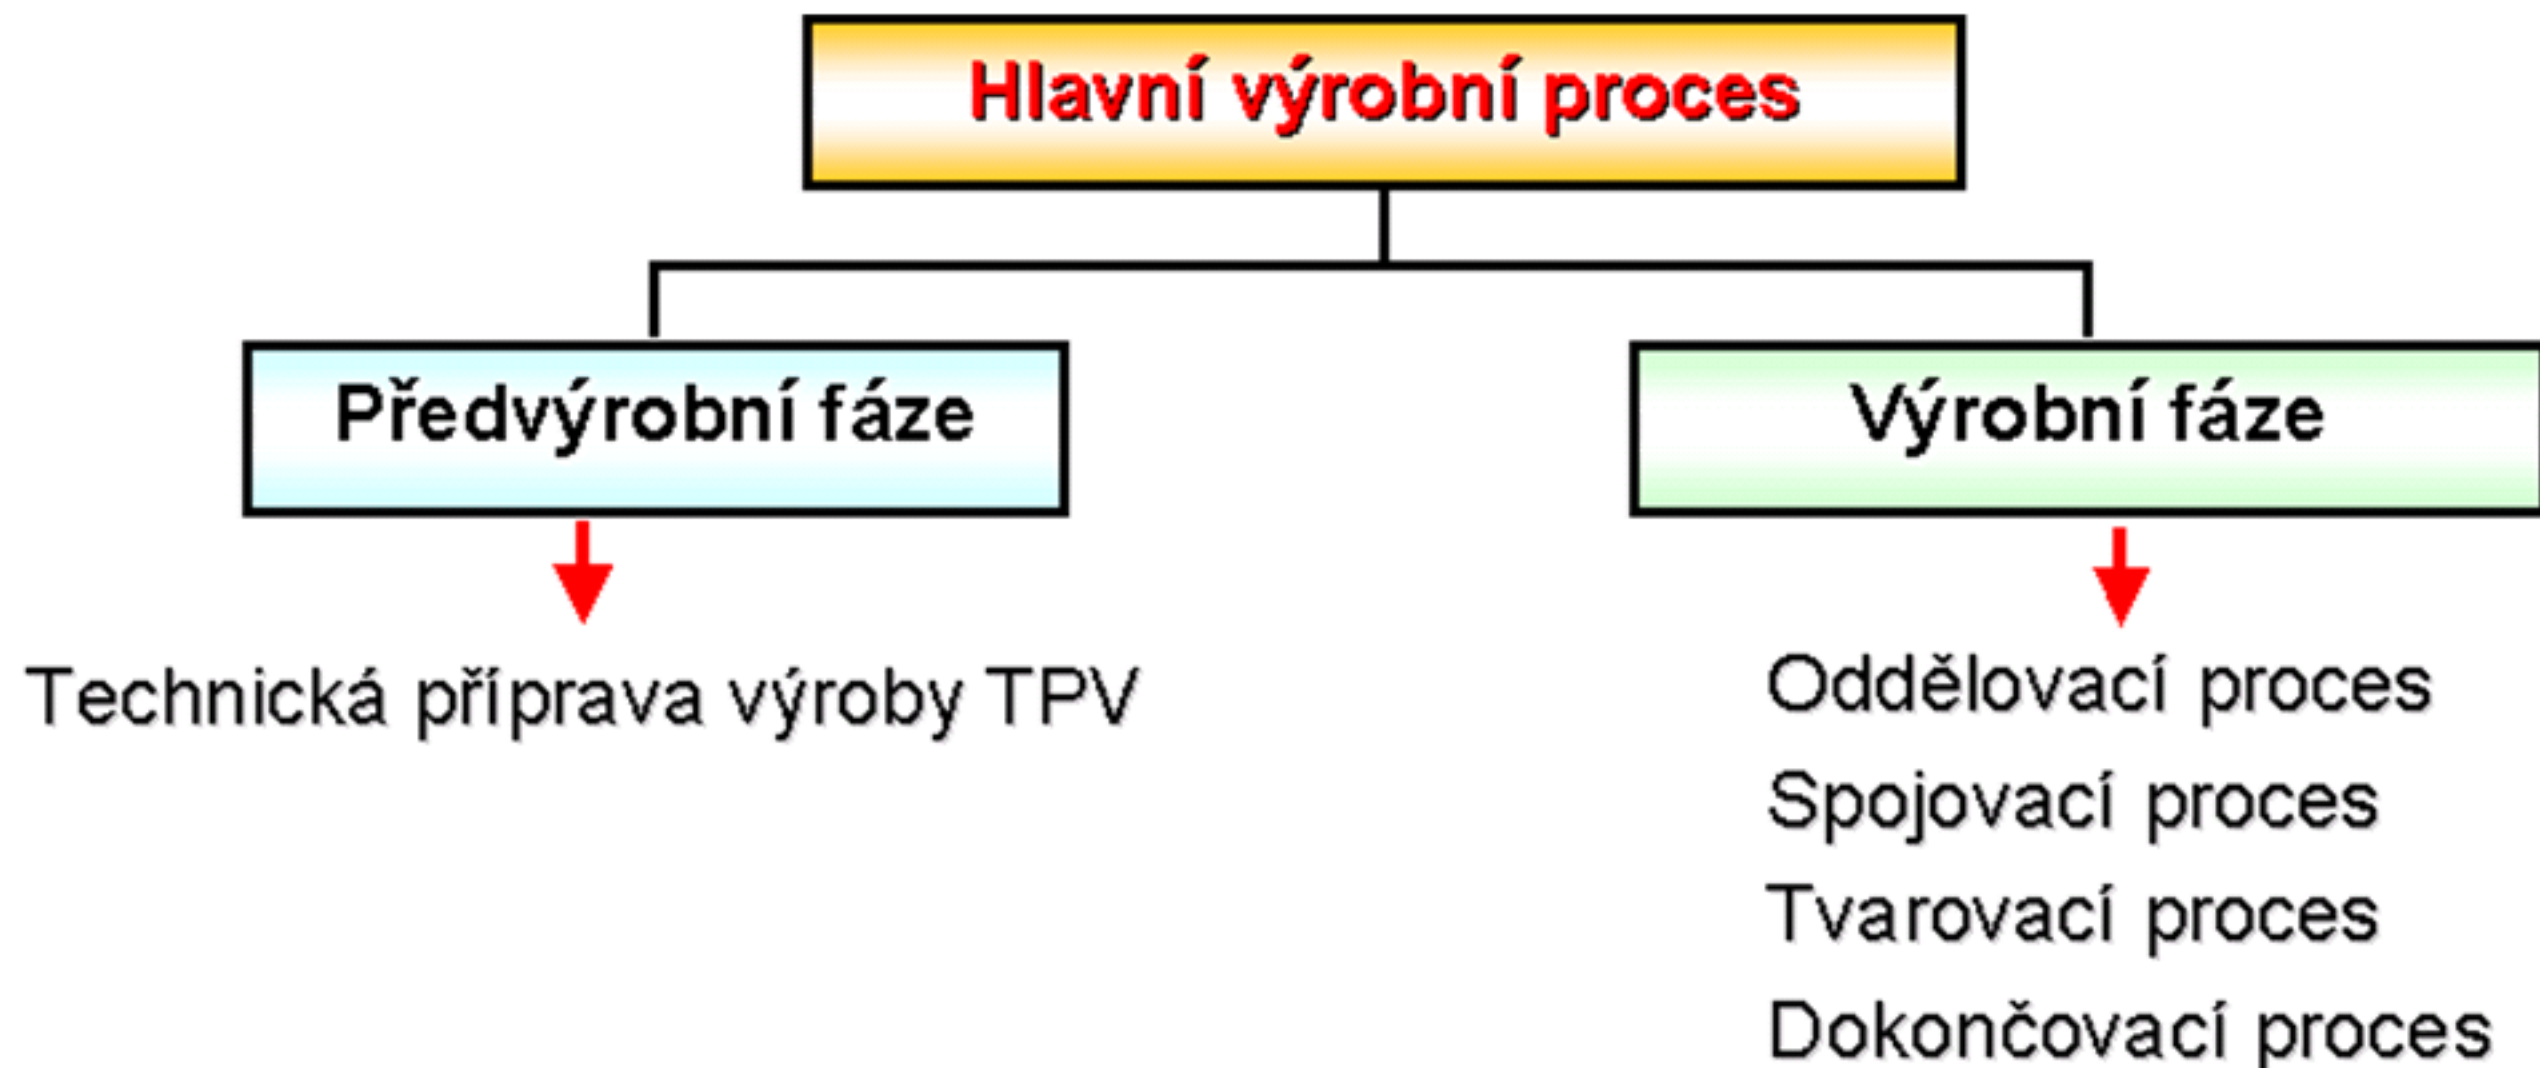 Hlavní výrobní proces
Předvýrobní fáze
Výrobní fáze
Technická příprava výroby TPV
Oddělovací proces
Spojovací proces
Tvarovací proces
Dokončovací proces